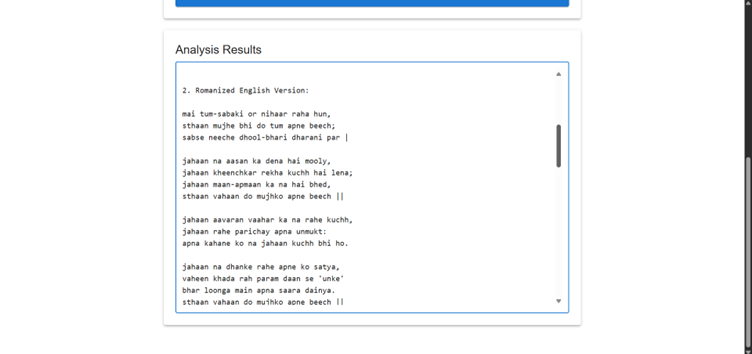 Analysis Results
2. Romanized English Version:
mai tum-sabaki or nihaar raha hun,
sthaan mujhe bhi do tum apne beech;
sabse neeche dhool-bhari dharani par |
jahaan na aasan ka dena hai mooly,
jahaan kheenchkar rekha kuchh hai lena;
jahaan maan-apmaan ka na hai bhed,
sthaan vahaan do mujhko apne beech ||
jahaan aavaran vaahar ka na rahe kuchh,
jahaan rahe parichay apna unmukt:
apna kahane ko na jahaan kuchh bhi ho.
jahaan na dhanke rahe apne ko satya,
vaheen khada rah param daan se 'unke'
bhar loonga main apna saara dainya.
sthaan vahaan do mujhko apne beech ||